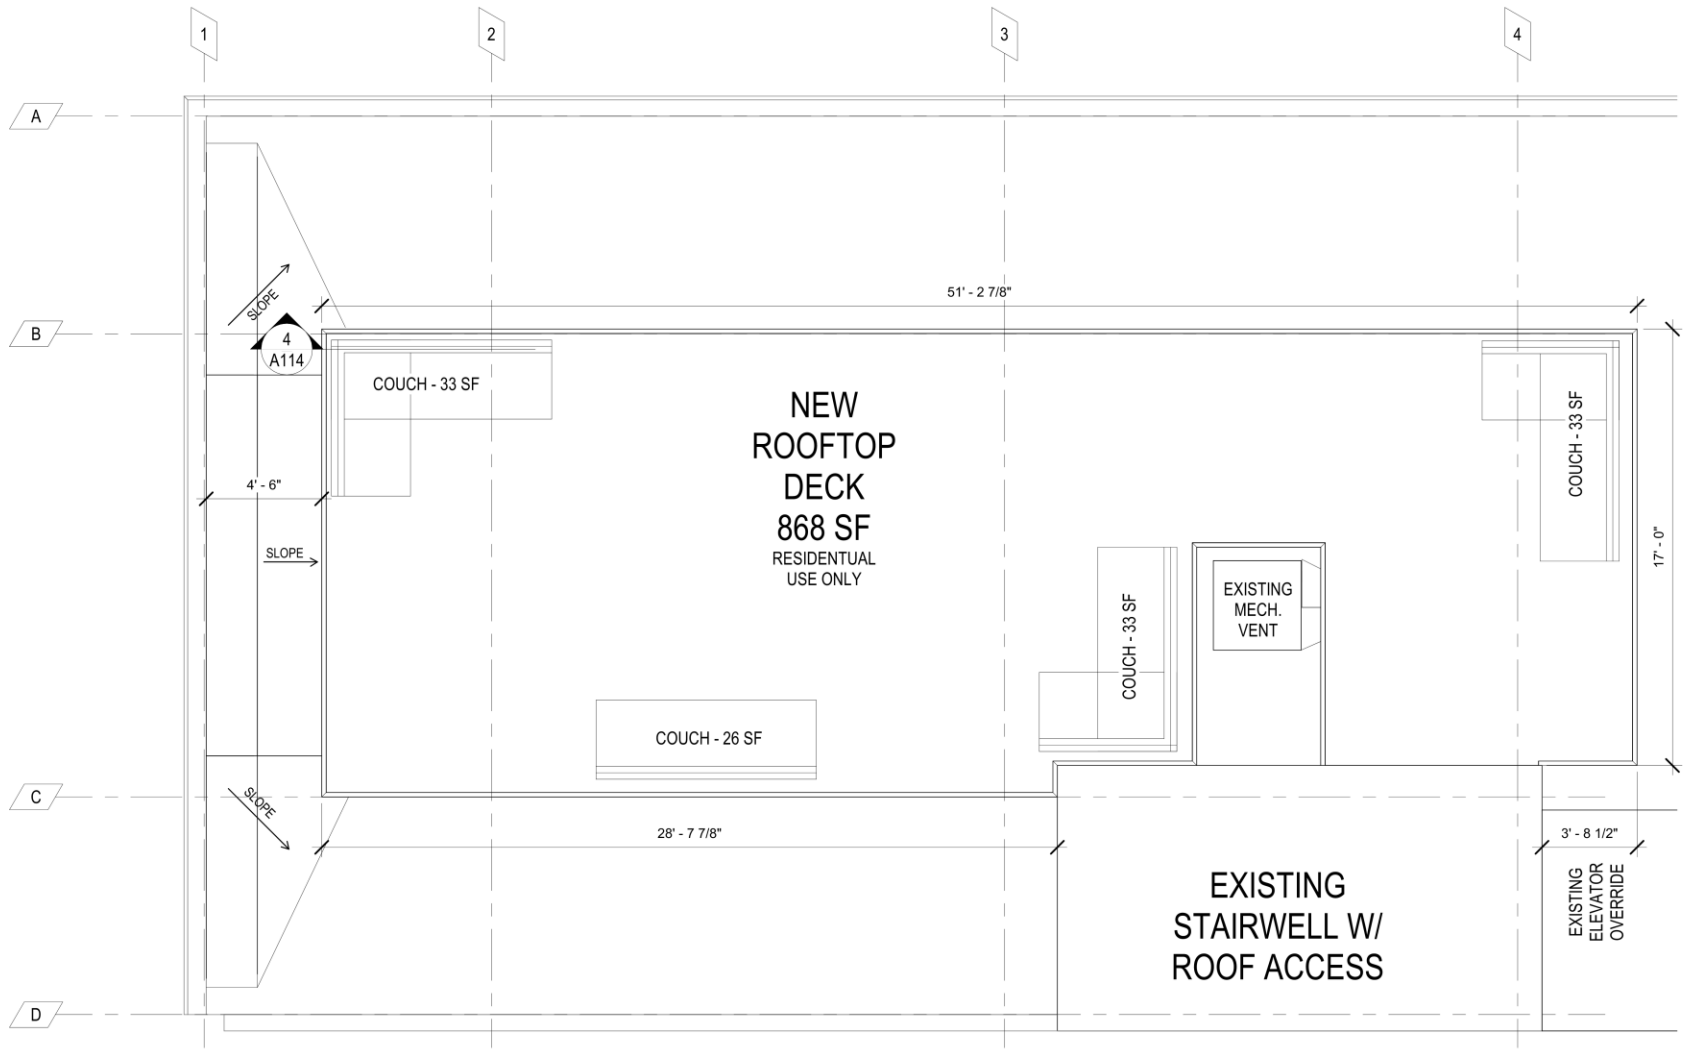 1
2
3
4
A
B
C
D
SLOPE
4
A114
51' - 2 7/8"
COUCH - 33 SF
NEW
ROOFTOP
DECK
868 SF
RESIDENTUAL
USE ONLY
COUCH - 33 SF
4' - 6"
SLOPE
17' - 0"
EXISTING
MECH.
VENT
COUCH - 33 SF
COUCH - 26 SF
SLOPE
28' - 7 7/8"
3' - 8 1/2"
EXISTING
STAIRWELL W/
ROOF ACCESS
EXISTING
ELEVATOR
OVERRIDE